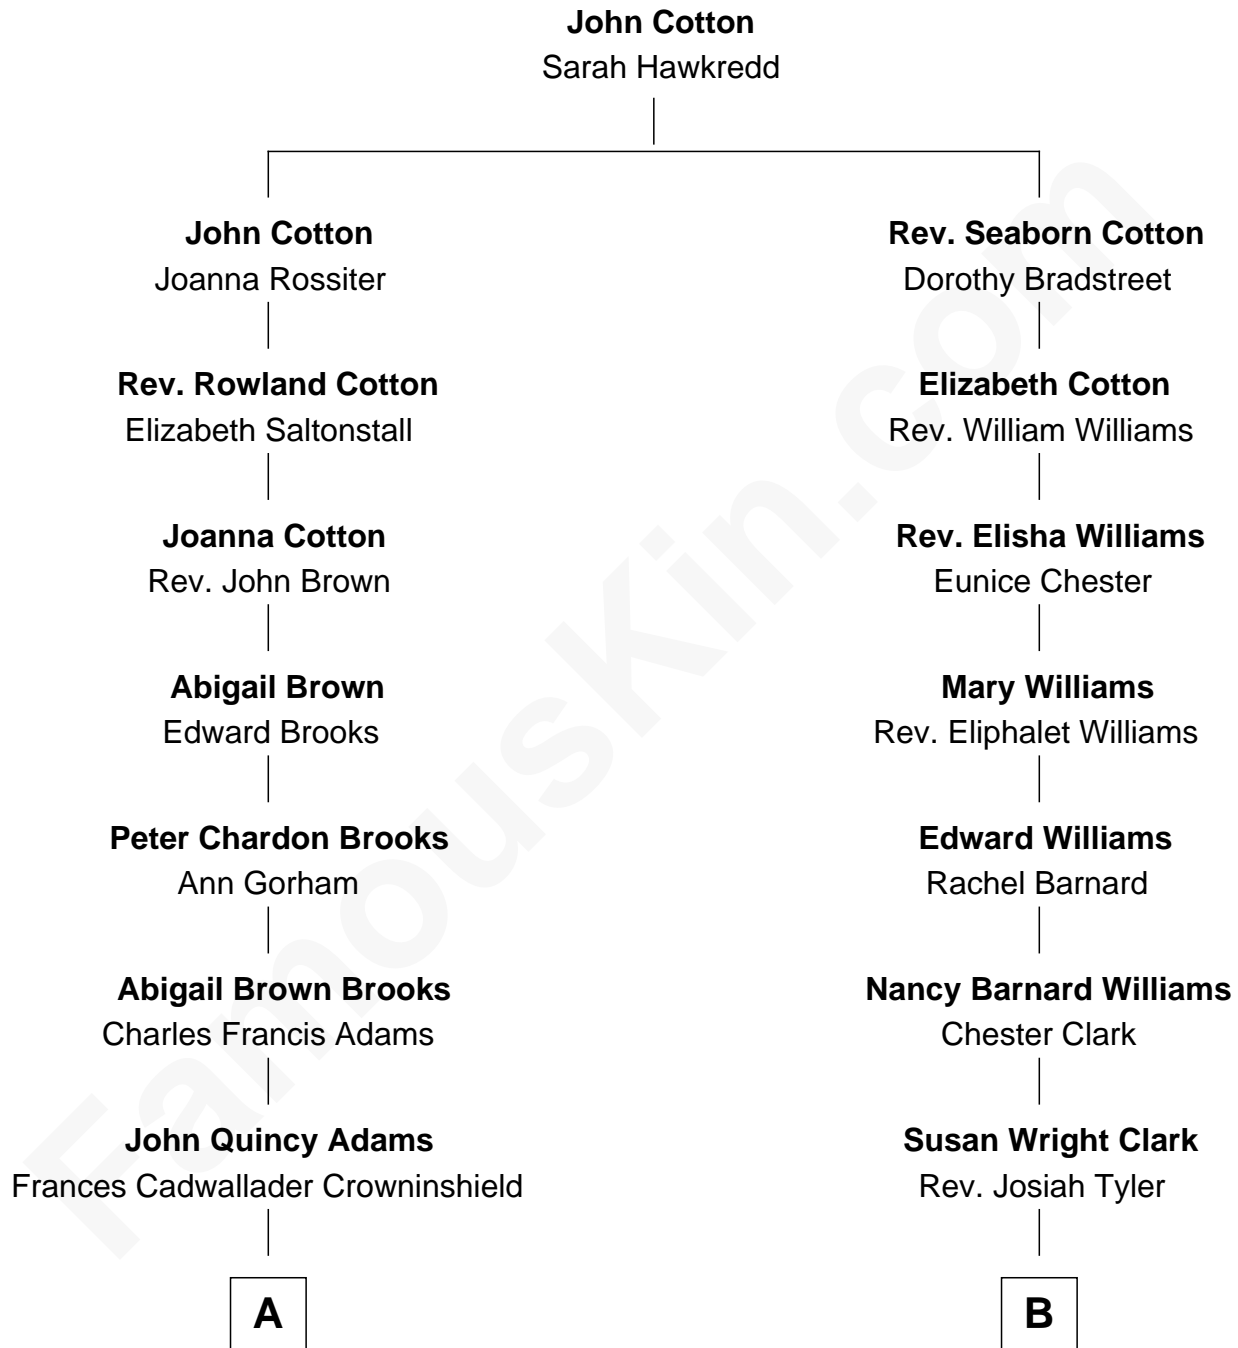 John Cotton
Sarah Hawkredd
John Cotton
Joanna Rossiter
Rev. Seaborn Cotton
Dorothy Bradstreet
Rev. Rowland Cotton
Elizabeth Saltonstall
Elizabeth Cotton
Rev. William Williams
Joanna Cotton
Rev. John Brown
Rev. Elisha Williams
Eunice Chester
Abigail Brown
Edward Brooks
Mary Williams
Rev. Eliphalet Williams
Peter Chardon Brooks
Ann Gorham
Edward Williams
Rachel Barnard
Abigail Brown Brooks
Charles Francis Adams
Nancy Barnard Williams
Chester Clark
John Quincy Adams
Frances Cadwallader Crowninshield
Susan Wright Clark
Rev. Josiah Tyler
A
B
FamousKin.com